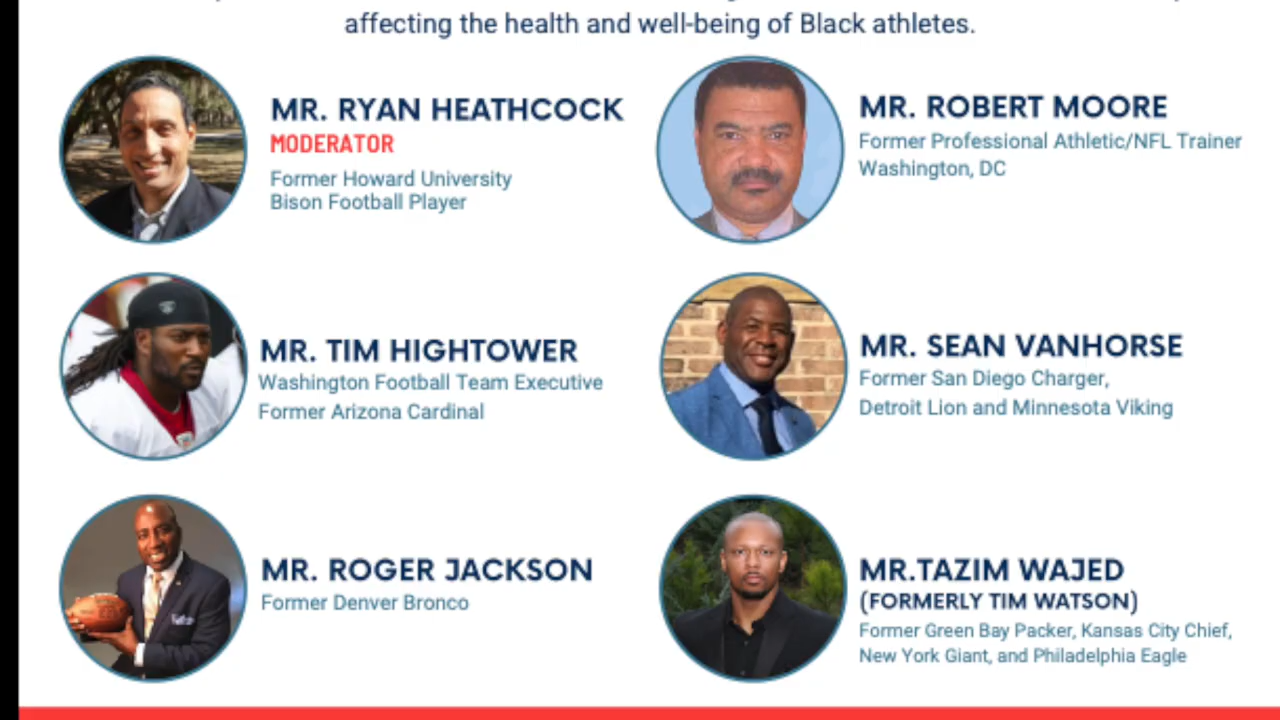 affecting the health and well-being of Black athletes.
MR. RYAN HEATHCOCK
MODERATOR
Former Howard University
Bison Football Player
MR. ROBERT MOORE
Former Professional Athletic/NFL Trainer
Washington, DC
MR. TIM HIGHTOWER
Washington Football Team Executive
Former Arizona Cardinal
MR. SEAN VANHORSE
Former San Diego Charger,
Detroit Lion and Minnesota Viking
MR. ROGER JACKSON
Former Denver Bronco
MR.TAZIM WAJED
(FORMERLY TIM WATSON)
Former Green Bay Packer, Kansas City Chief,
New York Giant, and Philadelphia Eagle